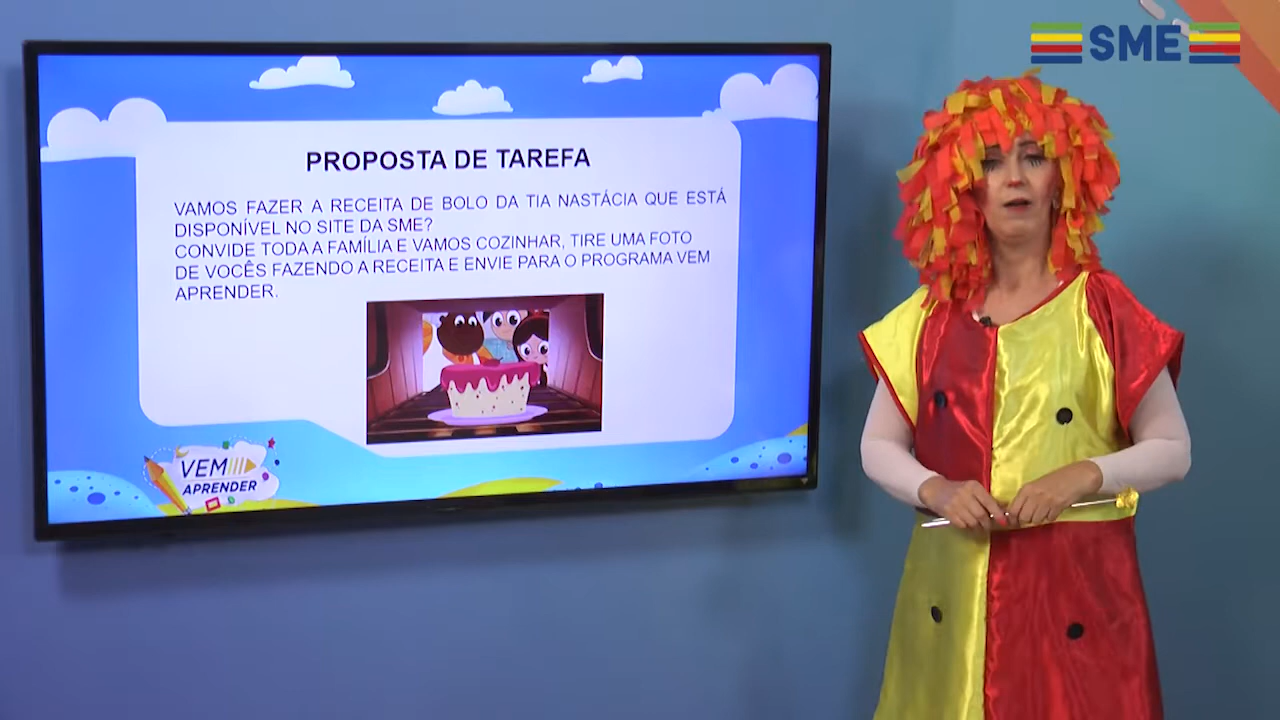 SME
PROPOSTA DE TAREFA
VAMOS FAZER A RECEITA DE BOLO DA TIA NASTÁCIA QUE ESTÁ
DISPONÍVEL NO SITE DA SME?
CONVIDE TODA A FAMÍLIA E VAMOS COZINHAR, TIRE UMA FOTO
DE VOCÊS FAZENDO A RECEITA E ENVIE PARA O PROGRAMA VEM
APRENDER.
VEM
APRENDER